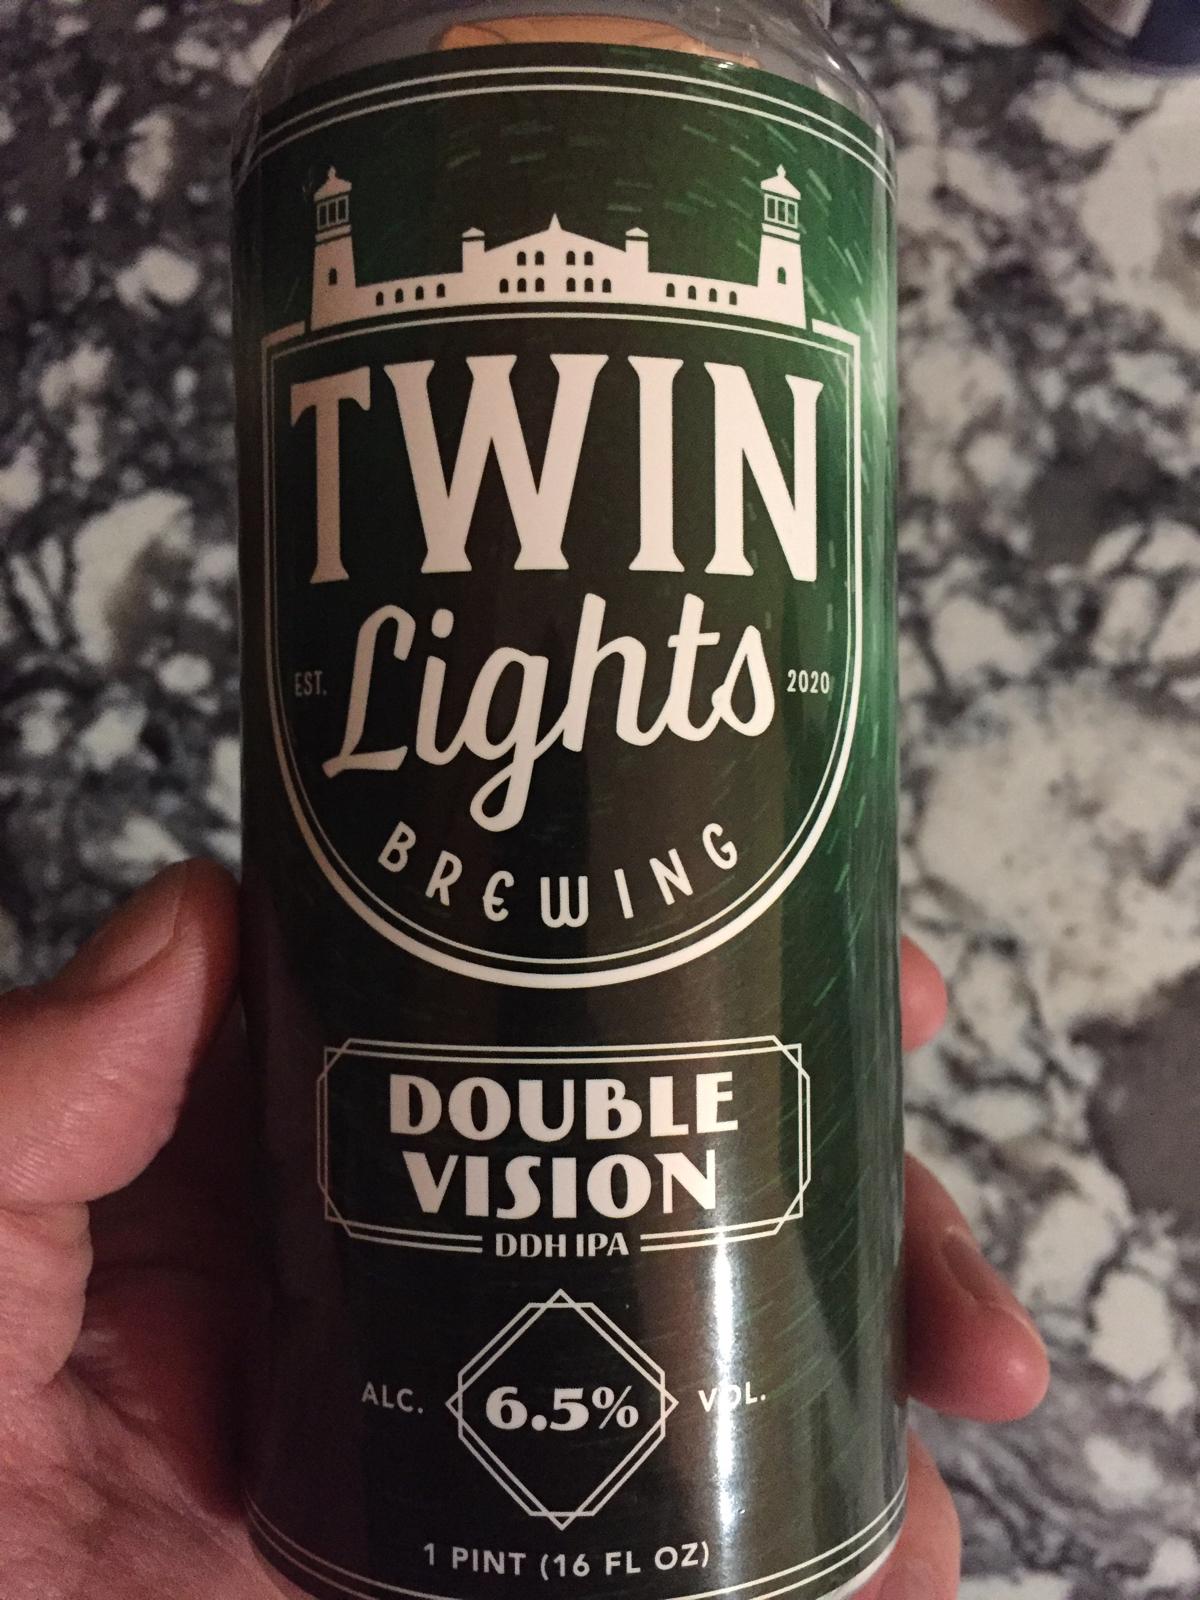 TWIN
Lights
EST. 2020
BREWING
DOUBLE
VISION
DDH IPA
ALC. 6.5% VOL.
1 PINT (16 FL OZ)